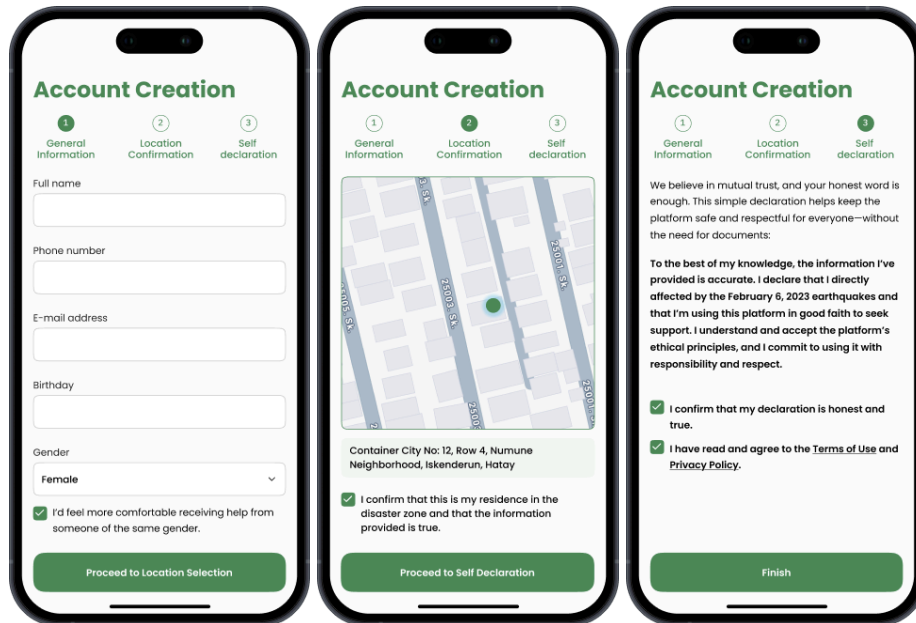 Account Creation
1
2
3
General
Information
Location
Confirmation
Self
declaration
Full name
Phone number
E-mail address
Birthday
Gender
Female
I'd feel more comfortable receiving help from
someone of the same gender.
Proceed to Location Selection
Account Creation
1
2
3
General
Information
Location
Confirmation
Self
declaration
3. Sk.
25005. Sk.
25003. Sk.
25001. Sk.
25001.
Container City No: 12, Row 4, Numune
Neighborhood, Iskenderun, Hatay
I confirm that this is my residence in the
disaster zone and that the information
provided is true.
Proceed to Self Declaration
Account Creation
1
2
3
General
Information
Location
Confirmation
Self
declaration
We believe in mutual trust, and your honest word is
enough. This simple declaration helps keep the
platform safe and respectful for everyone—without
the need for documents:
To the best of my knowledge, the information I've
provided is accurate. I declare that I directly
affected by the February 6, 2023 earthquakes and
that I'm using this platform in good faith to seek
support. I understand and accept the platform's
ethical principles, and I commit to using it with
responsibility and respect.
I confirm that my declaration is honest and
true.
I have read and agree to the Terms of Use and
Privacy Policy.
Finish